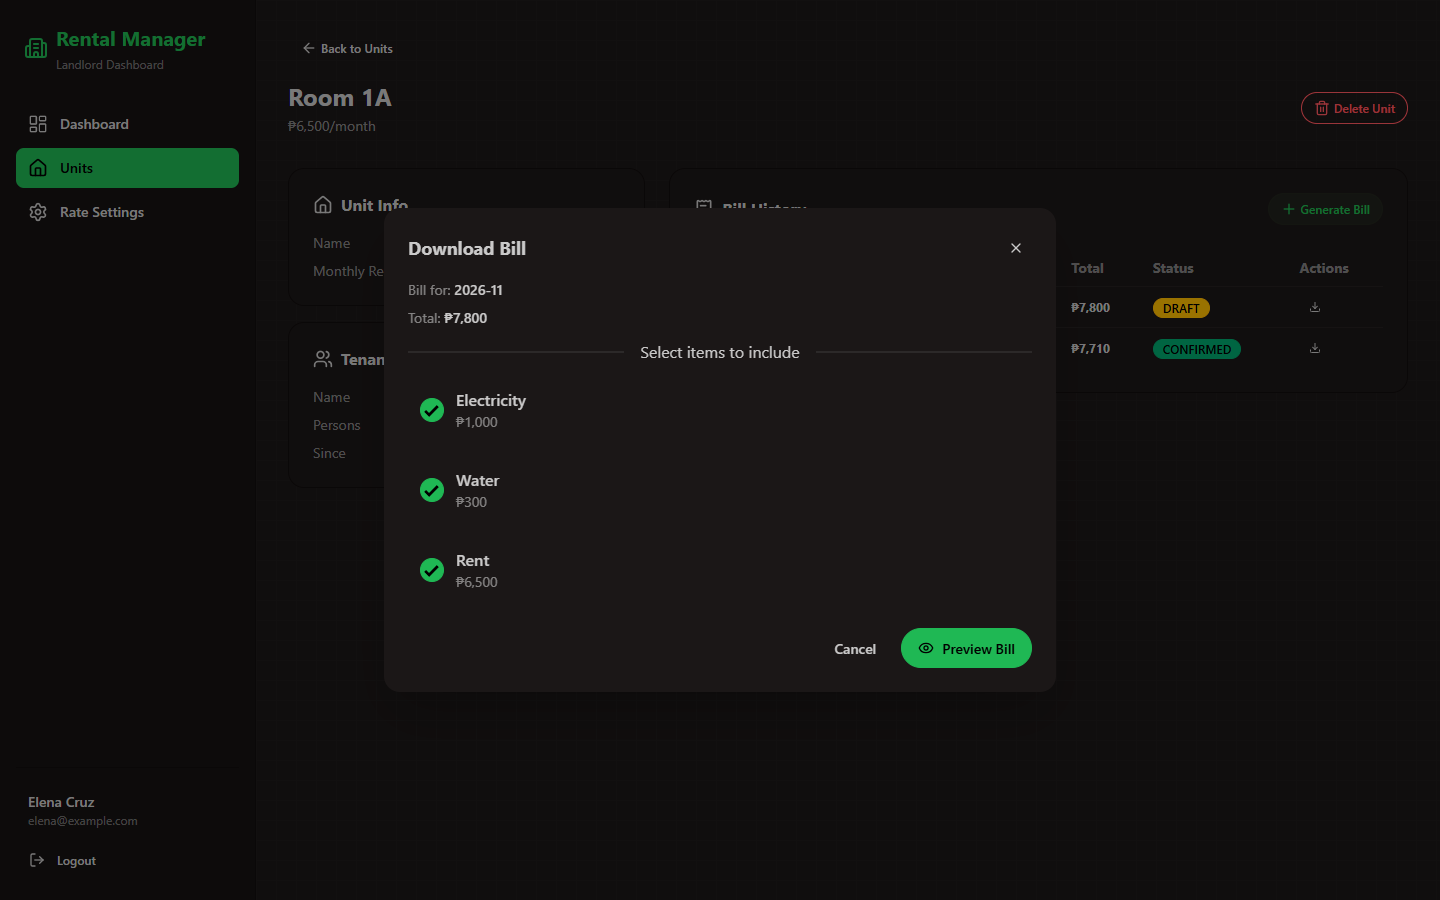 Rental Manager
Landlord Dashboard
Dashboard
Units
Rate Settings
Elena Cruz
elena@example.com
Logout
Back to Units
Room 1A
₱6,500/month
Delete Unit
Unit Info
Name
Monthly Re
Tenan
Name
Persons
Since
Bill History
Generate Bill
Total Status Actions
₱7,800 DRAFT
₱7,710 CONFIRMED
Download Bill
Bill for: 2026-11
Total: ₱7,800
Select items to include
Electricity
₱1,000
Water
₱300
Rent
₱6,500
Cancel
Preview Bill